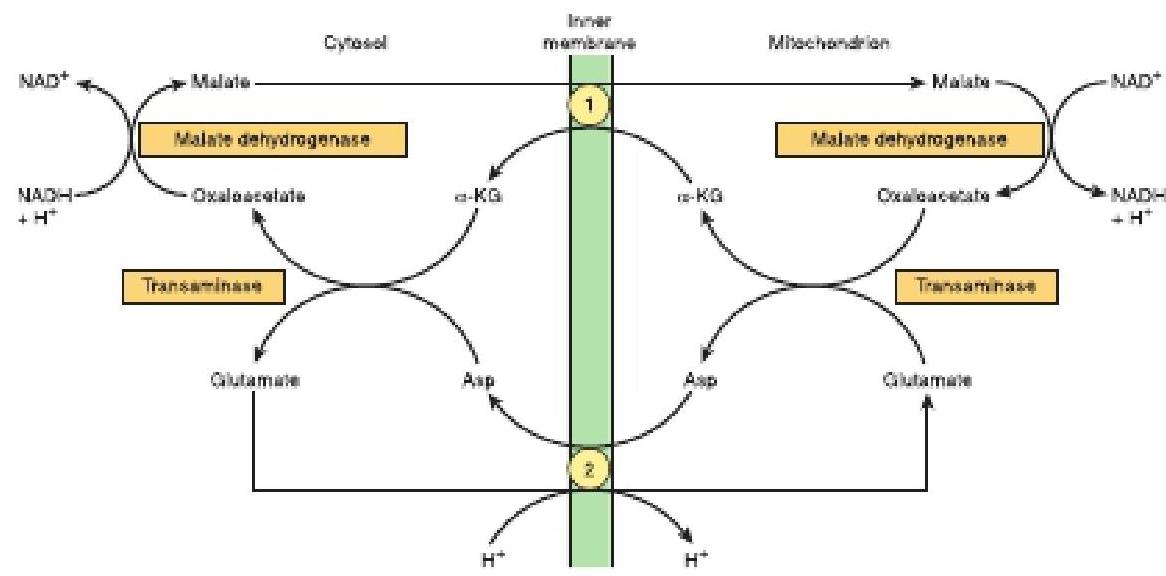 Cytosol
Inner
membrane
Mitochondrion
NAD⁺
Malate
Malate
NAD⁺
1
Malate dehydrogenase
Malate dehydrogenase
NADH
+ H⁺
Oxaloacetate
α-KG
α-KG
Oxaloacetate
NADH
+ H⁺
Transaminase
Transaminase
Glutamate
Asp
Asp
Glutamate
2
H⁺
H⁺